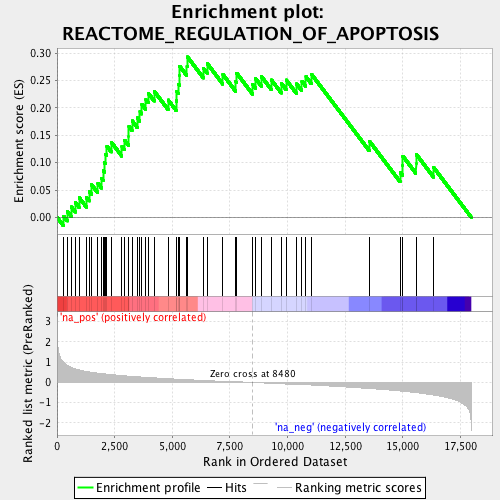 Enrichment plot:
REACTOME_REGULATION_OF_APOPTOSIS
Enrichment score (ES)
0.30
0.25
0.20
0.15
0.10
0.05
0.00
'na_pos' (positively correlated)
Ranked list metric (PreRanked)
3
2
1
0
-1
-2
Zero cross at 8480
'na_neg' (negatively correlated)
0 2,500 5,000 7,500 10,000 12,500 15,000 17,500
Rank in Ordered Dataset
Enrichment profile Hits Ranking metric scores